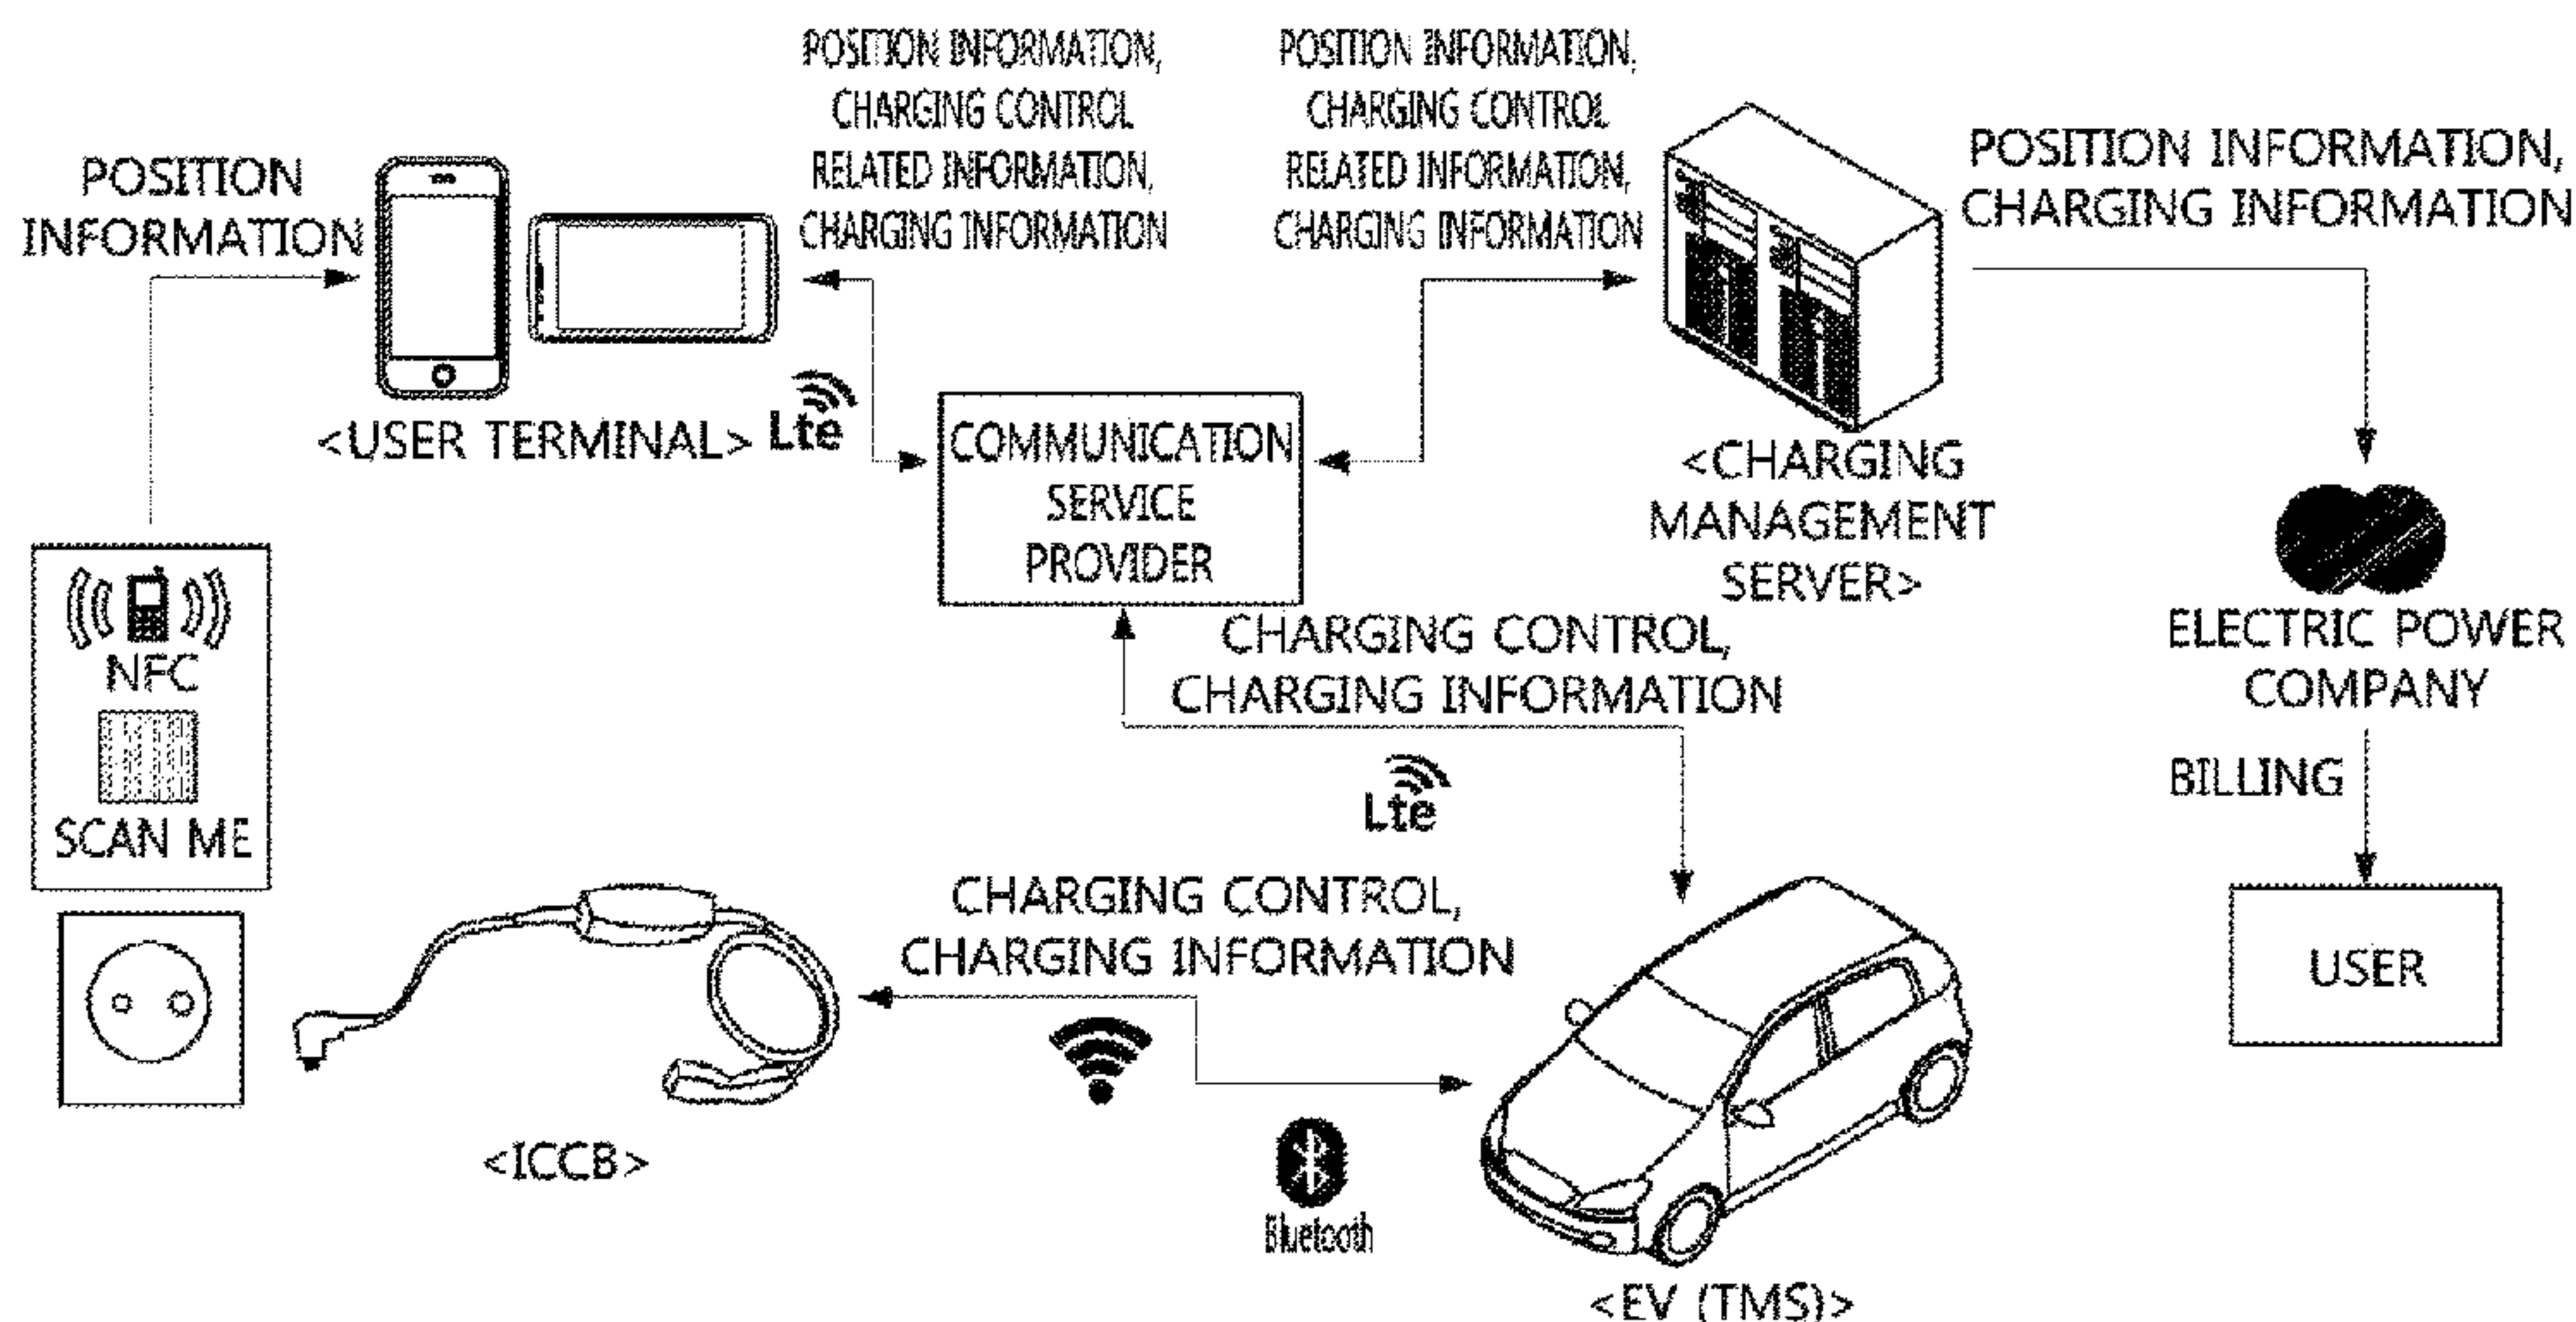 POSITION
INFORMATION
POSITION INFORMATION,
CHARGING CONTROL
RELATED INFORMATION,
CHARGING INFORMATION
POSITION INFORMATION,
CHARGING CONTROL
RELATED INFORMATION,
CHARGING INFORMATION
POSITION INFORMATION,
CHARGING INFORMATION
<USER TERMINAL>
Lte
COMMUNICATION
SERVICE
PROVIDER
<CHARGING
MANAGEMENT
SERVER>
NFC
SCAN ME
CHARGING CONTROL,
CHARGING INFORMATION
Lte
ELECTRIC POWER
COMPANY
BILLING
USER
CHARGING CONTROL,
CHARGING INFORMATION
<ICCB>
Bluetooth
<EV (TMS)>